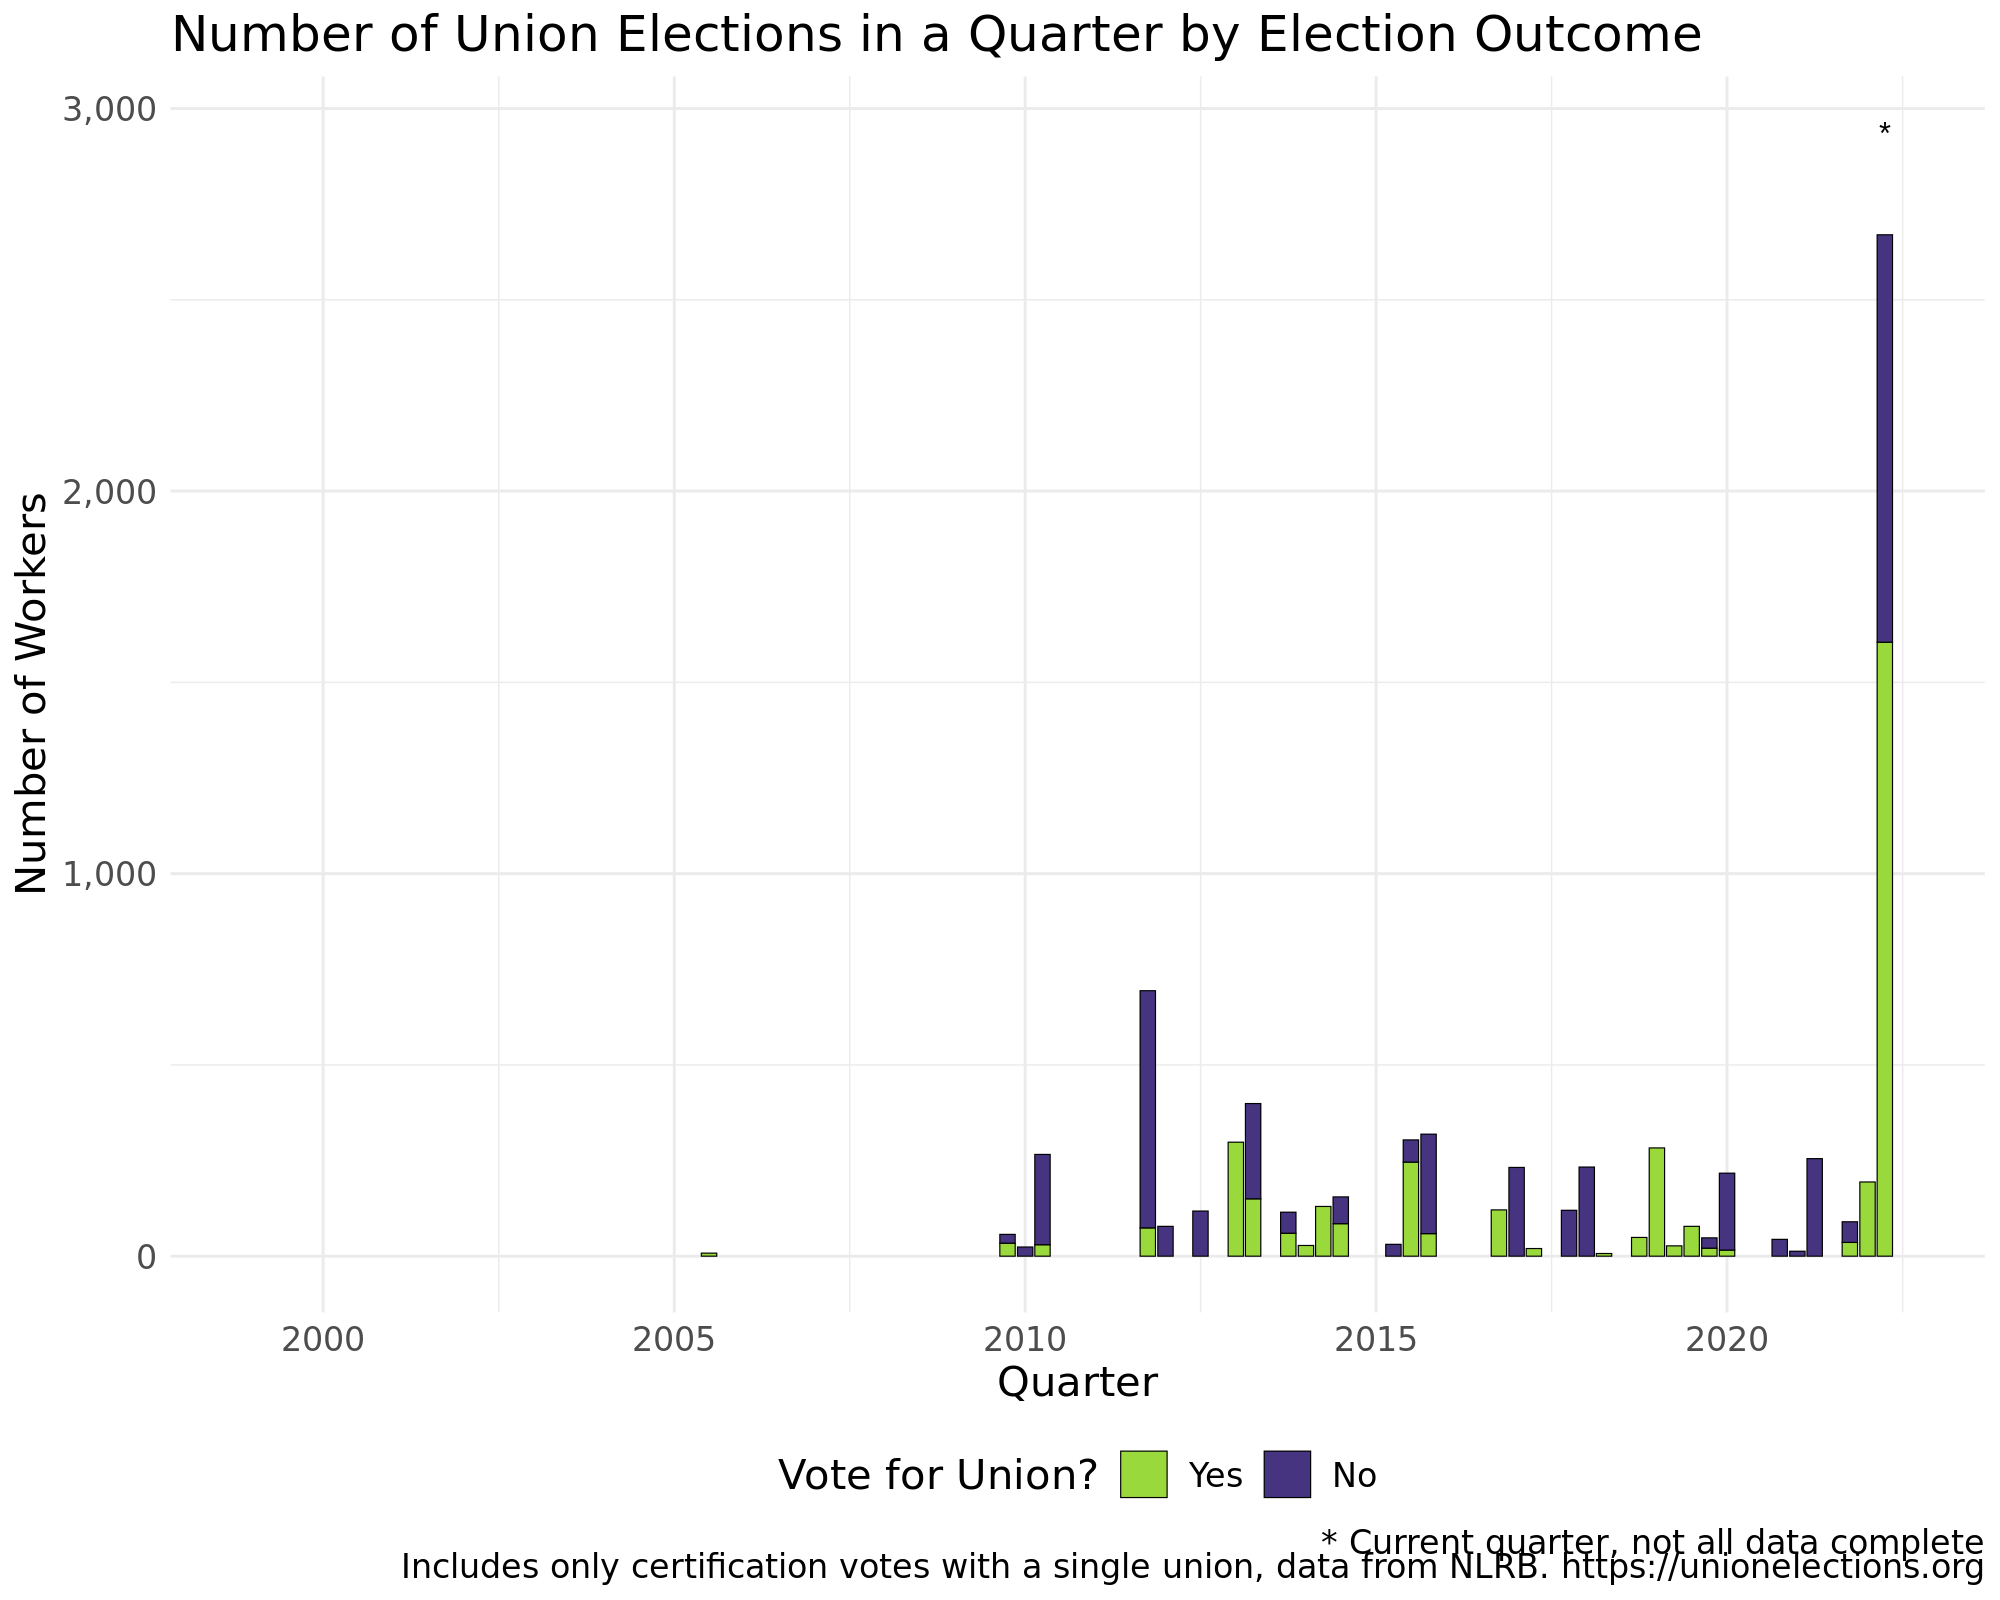 Number of Union Elections in a Quarter by Election Outcome
3,000
*
2,000
1,000
0
Number of Workers
2000 2005 2010 2015 2020
Quarter
Vote for Union? Yes No
* Current quarter, not all data complete
Includes only certification votes with a single union, data from NLRB. https://unionelections.org